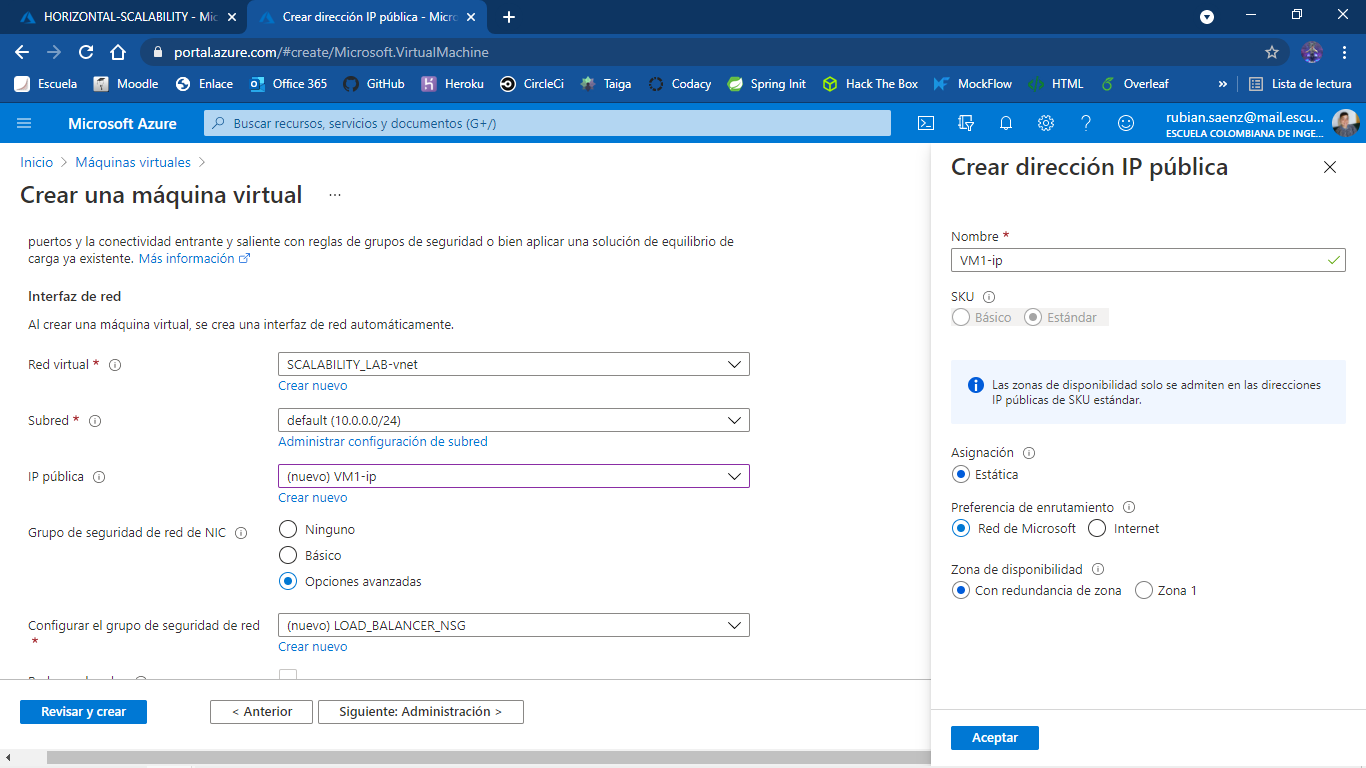 HORIZONTAL-SCALABILITY - Mic
Crear dirección IP pública - Micro
portal.azure.com/#create/Microsoft.VirtualMachine
Escuela
Moodle
Enlace
Office 365
GitHub
Heroku
CircleCi
Taiga
Codacy
Spring Init
Hack The Box
MockFlow
HTML
Overleaf
»
Lista de lectura
Microsoft Azure
Buscar recursos, servicios y documentos (G+/)
rubian.saenz@mail.escu...
ESCUELA COLOMBIANA DE INGE...
Inicio > Máquinas virtuales >
Crear una máquina virtual ...
puertos y la conectividad entrante y saliente con reglas de grupos de seguridad o bien aplicar una solución de equilibrio de
carga ya existente. Más información
Interfaz de red
Al crear una máquina virtual, se crea una interfaz de red automáticamente.
Red virtual *
SCALABILITY_LAB-vnet
Crear nuevo
Subred *
default (10.0.0.0/24)
Administrar configuración de subred
IP pública
(nuevo) VM1-ip
Crear nuevo
Grupo de seguridad de red de NIC
Ninguno
Básico
Opciones avanzadas
Configurar el grupo de seguridad de red
*
(nuevo) LOAD_BALANCER_NSG
Crear nuevo
Revisar y crear
< Anterior
Siguiente: Administración >
Crear dirección IP pública
Nombre *
VM1-ip
SKU
Básico
Estándar
Las zonas de disponibilidad solo se admiten en las direcciones
IP públicas de SKU estándar.
Asignación
Estática
Preferencia de enrutamiento
Red de Microsoft
Internet
Zona de disponibilidad
Con redundancia de zona
Zona 1
Aceptar